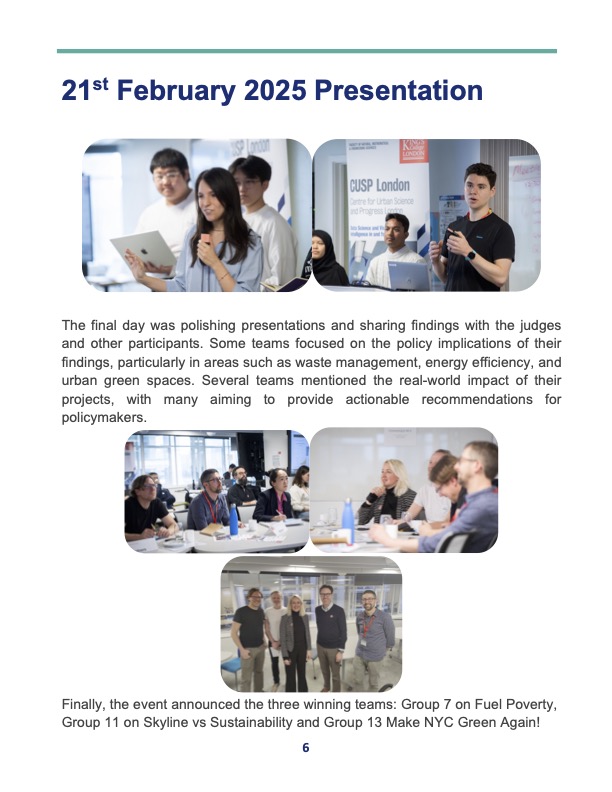 21st February 2025 Presentation
CUSP London
KING'S
College
LONDON
CUSP London
Centre for Urban Science
and Progress London
The final day was polishing presentations and sharing findings with the judges
and other participants. Some teams focused on the policy implications of their
findings, particularly in areas such as waste management, energy efficiency, and
urban green spaces. Several teams mentioned the real-world impact of their
projects, with many aiming to provide actionable recommendations for
policymakers.
Finally, the event announced the three winning teams: Group 7 on Fuel Poverty,
Group 11 on Skyline vs Sustainability and Group 13 Make NYC Green Again!
6